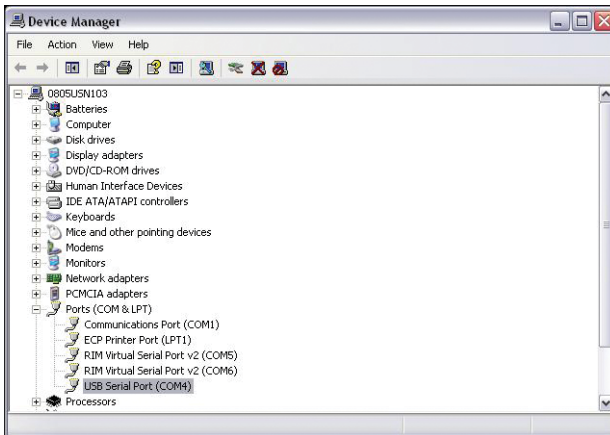 Device Manager
File Action View Help
0805USN103
Batteries
Computer
Disk drives
Display adapters
DVD/CD-ROM drives
Human Interface Devices
IDE ATA/ATAPI controllers
Keyboards
Mice and other pointing devices
Modems
Monitors
Network adapters
PCMCIA adapters
Ports (COM & LPT)
Communications Port (COM1)
ECP Printer Port (LPT1)
RIM Virtual Serial Port v2 (COM5)
RIM Virtual Serial Port v2 (COM6)
USB Serial Port (COM4)
Processors